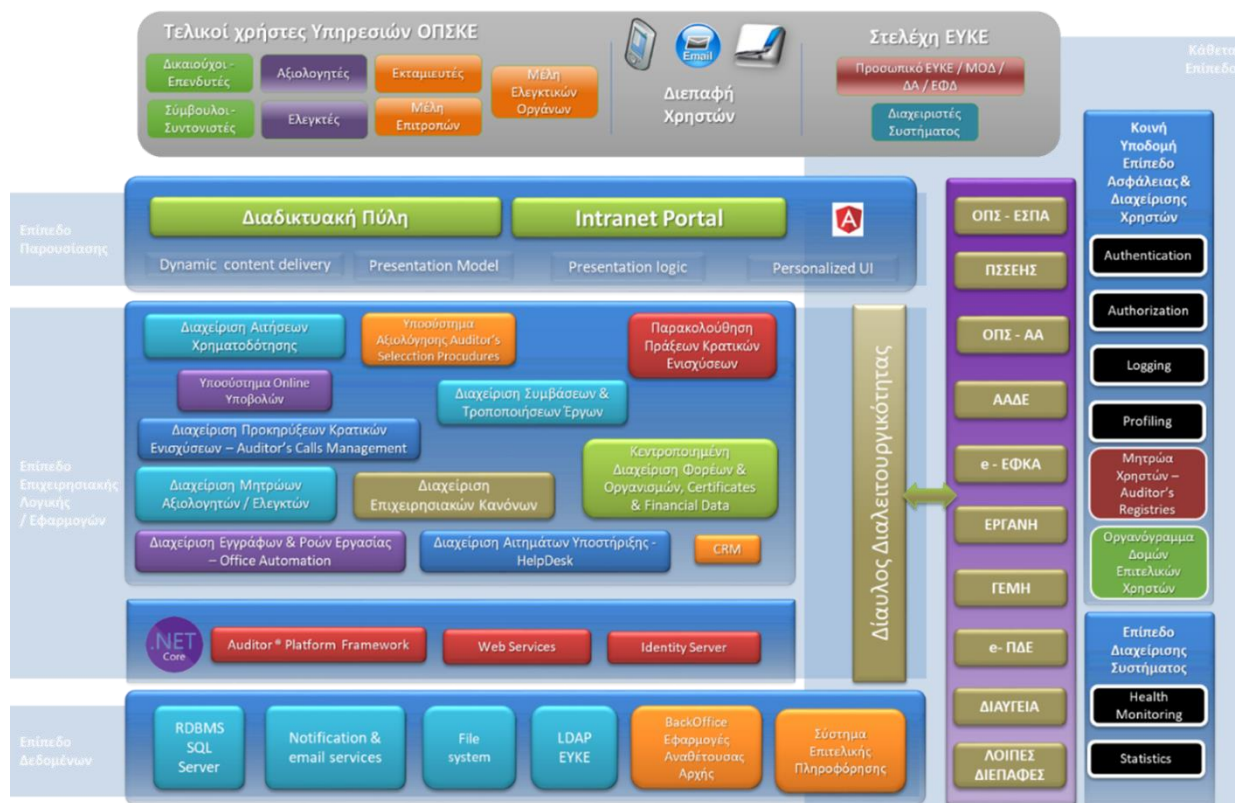 Τελικοί χρήστες Υπηρεσιών ΟΠΣΚΕ
Δικαιούχοι -
Επενδυτές
Αξιολογητές
Εκταμιευτές
Μέλη
Ελεγκτικών
Οργάνων
Σύμβουλοι -
Συντονιστές
Ελεγκτές
Μέλη
Επιτροπών
Email
Διεπαφή
Χρηστών
Στελέχη ΕΥΚΕ
Προσωπικό ΕΥΚΕ / ΜΟΔ /
ΔΑ / ΕΦΔ
Διαχειριστές
Συστήματος
Κάθετο
Επίπεδο
Επίπεδο
Παρουσίασης
Διαδικτυακή Πύλη
Intranet Portal
A
Dynamic content delivery
Presentation Model
Presentation logic
Personalized UI
Επίπεδο
Επιχειρησιακής
Λογικής
/ Εφαρμογών
Διαχείριση Αιτήσεων
Χρηματοδότησης
Υποσύστημα
Αξιολόγησης Auditor's
Selecction Procudures
Παρακολούθηση
Πράξεων Κρατικών
Ενισχύσεων
Υποσύστημα Online
Υποβολών
Διαχείριση Συμβάσεων &
Τροποποιήσεων Έργων
Διαχείριση Προκηρύξεων Κρατικών
Ενισχύσεων – Auditor's Calls Management
Κεντροποιημένη
Διαχείριση Φορέων &
Οργανισμών, Certificates
& Financial Data
Διαχείριση Μητρώων
Αξιολογητών / Ελεγκτών
Διαχείριση
Επιχειρησιακών Κανόνων
Διαχείριση Εγγράφων & Ροών Εργασίας
– Office Automation
Διαχείριση Αιτημάτων Υποστήριξης -
HelpDesk
CRM
.NET
Core
Auditor® Platform Framework
Web Services
Identity Server
Επίπεδο
Δεδομένων
RDBMS
SQL
Server
Notification &
email services
File
system
LDAP
ΕΥΚΕ
BackOffice
Εφαρμογές
Αναθέτουσας
Αρχής
Σύστημα
Επιτελικής
Πληροφόρησης
Δίαυλος Διαλειτουργικότητας
ΟΠΣ - ΕΣΠΑ
ΠΣΣΕΗΣ
ΟΠΣ - ΑΑ
ΑΑΔΕ
e - ΕΦΚΑ
ΕΡΓΑΝΗ
ΓΕΜΗ
e- ΠΔΕ
ΔΙΑΥΓΕΙΑ
ΛΟΙΠΕΣ
ΔΙΕΠΑΦΕΣ
Κοινή
Υποδομή
Επίπεδο
Ασφάλειας &
Διαχείρισης
Χρηστών
Authentication
Authorization
Logging
Profiling
Μητρώα
Χρηστών –
Auditor's
Registries
Οργανόγραμμα
Δομών
Επιτελικών
Χρηστών
Επίπεδο
Διαχείρισης
Συστήματος
Health
Monitoring
Statistics